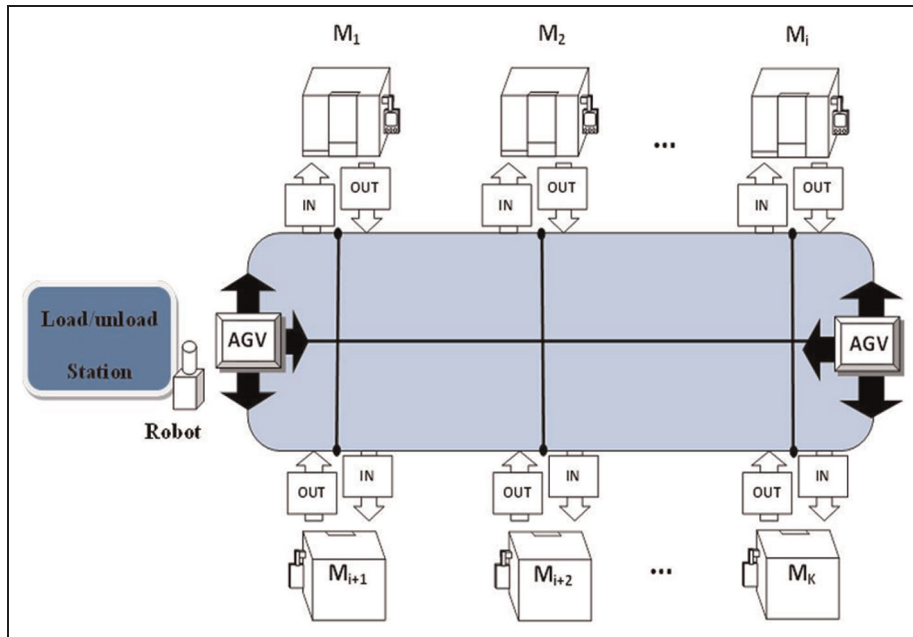 M1 M2 Mi
...
OUT OUT OUT
IN IN IN
Load/unload
Station
AGV AGV
Robot
IN IN IN
OUT OUT OUT
Mi+1 Mi+2 ... MK